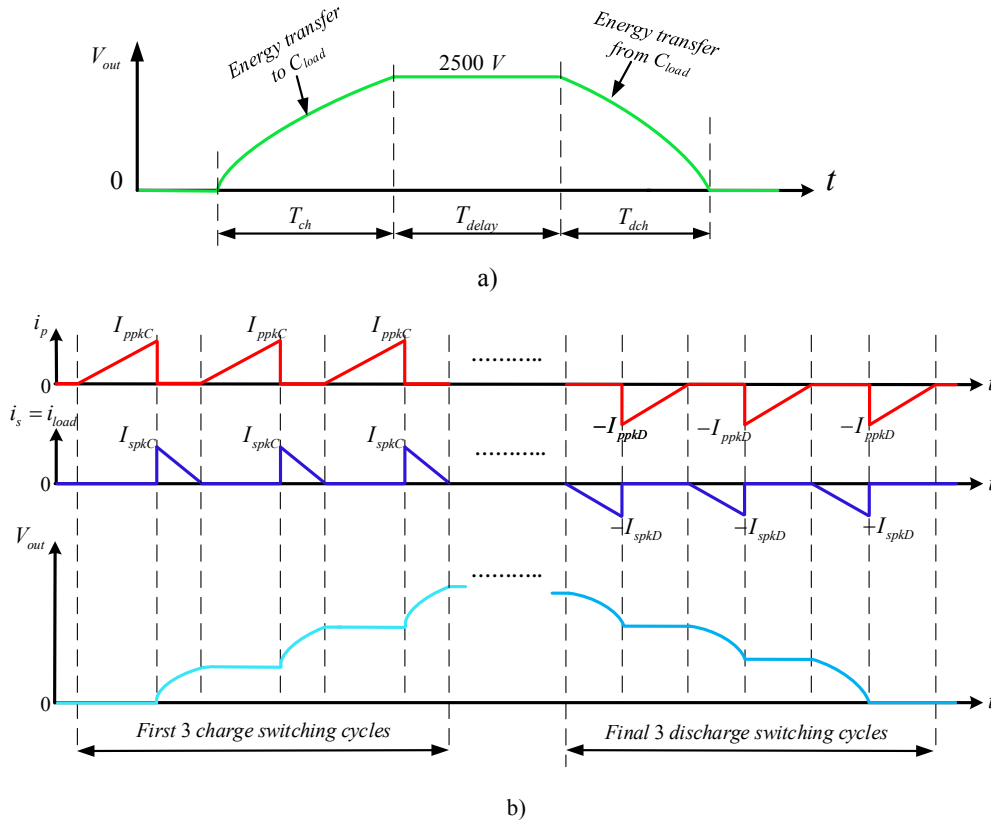 V_out
Energy transfer
to C_load
2500 V
Energy transfer
from C_load
0
t
T_ch
T_delay
T_dch
a)
i_p
I_ppkC
I_ppkC
I_ppkC
...........
0
t
-I_ppkD
-I_ppkD
-I_ppkD
i_s = i_load
I_spkC
I_spkC
I_spkC
...........
0
t
-I_spkD
-I_spkD
-I_spkD
V_out
...........
0
t
First 3 charge switching cycles
Final 3 discharge switching cycles
b)